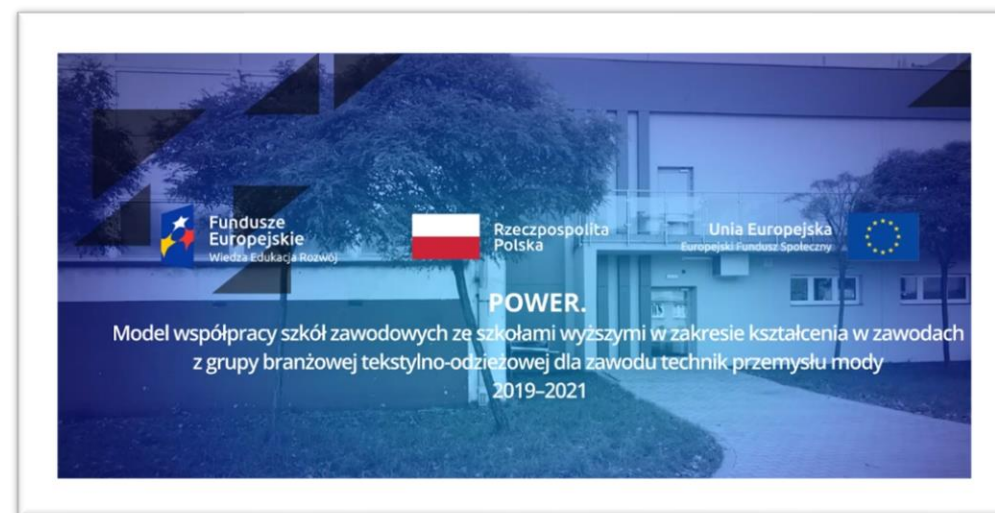 Fundusze
Europejskie
Wiedza Edukacja Rozwój
Rzeczpospolita
Polska
Unia Europejska
Europejski Fundusz Społeczny
POWER.
Model współpracy szkół zawodowych ze szkołami wyższymi w zakresie kształcenia w zawodach
z grupy branżowej tekstylno-odzieżowej dla zawodu technik przemysłu mody
2019–2021